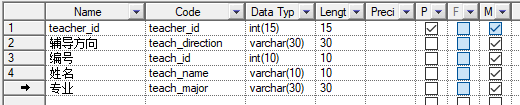 Name Code Data Typ Lengt Preci P F M
1 teacher_id teacher_id int(15) 15
2 辅导方向 teach_direction varchar(30) 30
3 编号 teach_id int(10) 10
4 姓名 teach_name varchar(10) 10
专业 teach_major varchar(30) 30